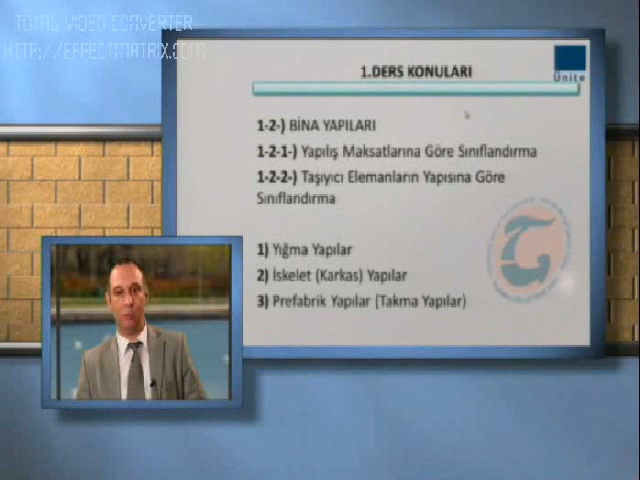 TOTAL VIDEO CONVERTER
HTTP://EFFECTMATRIX.COM
1.DERS KONULARI
Ünite
1-2-) BİNA YAPILARI
1-2-1-) Yapılış Maksatlarına Göre Sınıflandırma
1-2-2-) Taşıyıcı Elemanların Yapısına Göre
Sınıflandırma
1) Yığma Yapılar
2) İskelet (Karkas) Yapılar
3) Prefabrik Yapılar (Takma Yapılar)